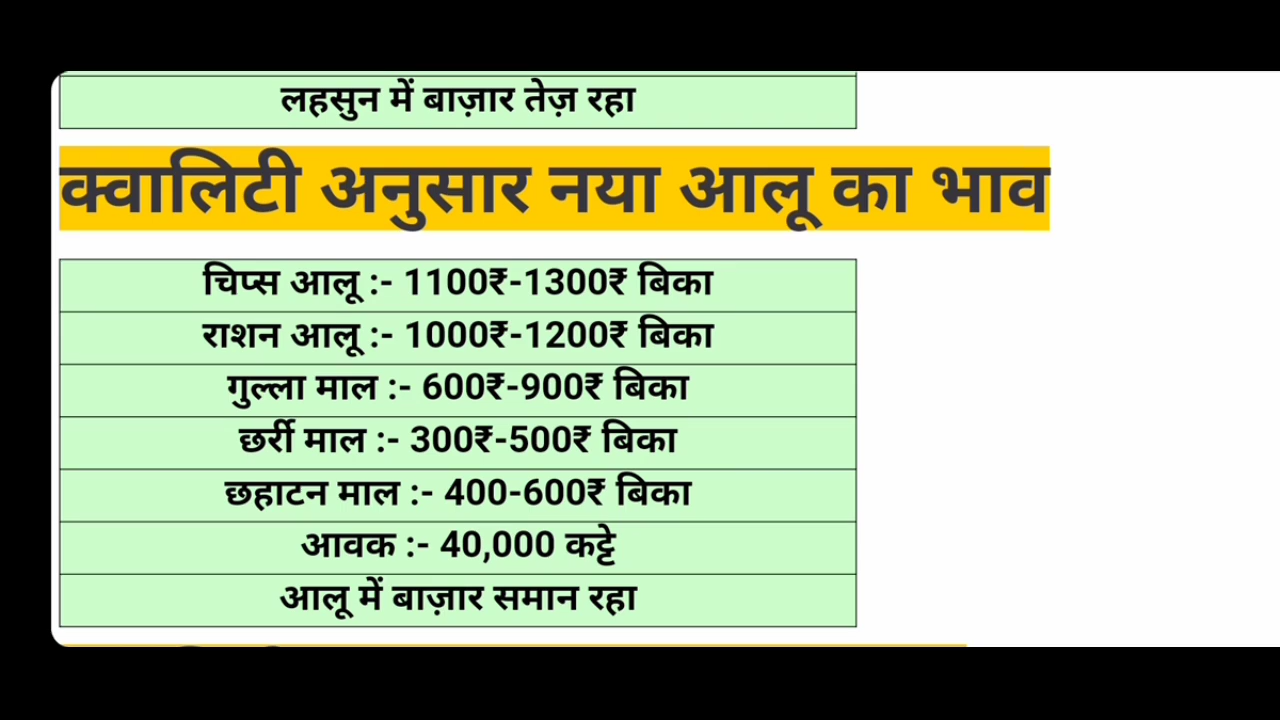 लहसुन में बाज़ार तेज़ रहा
क्वालिटी अनुसार नया आलू का भाव
चिप्स आलू :- 1100₹-1300₹ बिका
राशन आलू :- 1000₹-1200₹ बिका
गुल्ला माल :- 600₹-900₹ बिका
छर्री माल :- 300₹-500₹ बिका
छहाटन माल :- 400-600₹ बिका
आवक :- 40,000 कट्टे
आलू में बाज़ार समान रहा